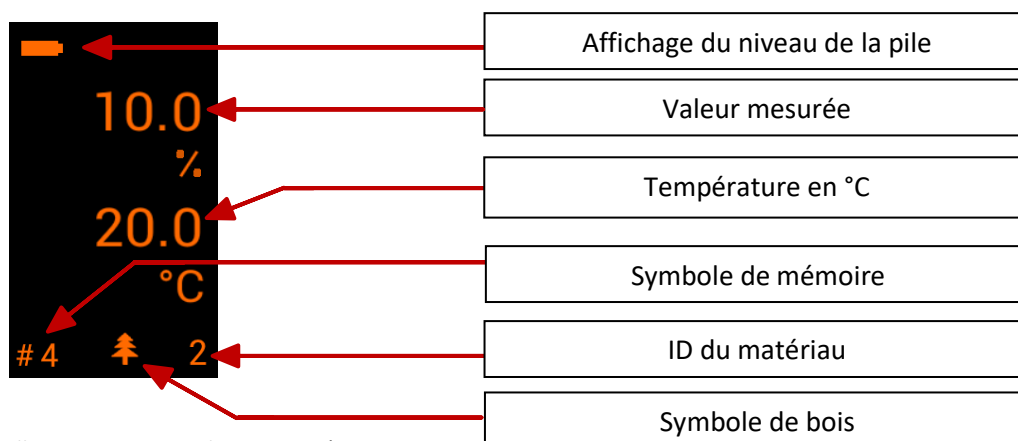 Affichage du niveau de la pile
10.0
Valeur mesurée
%
Température en °C
20.0
°C
Symbole de mémoire
# 4
2
ID du matériau
Symbole de bois